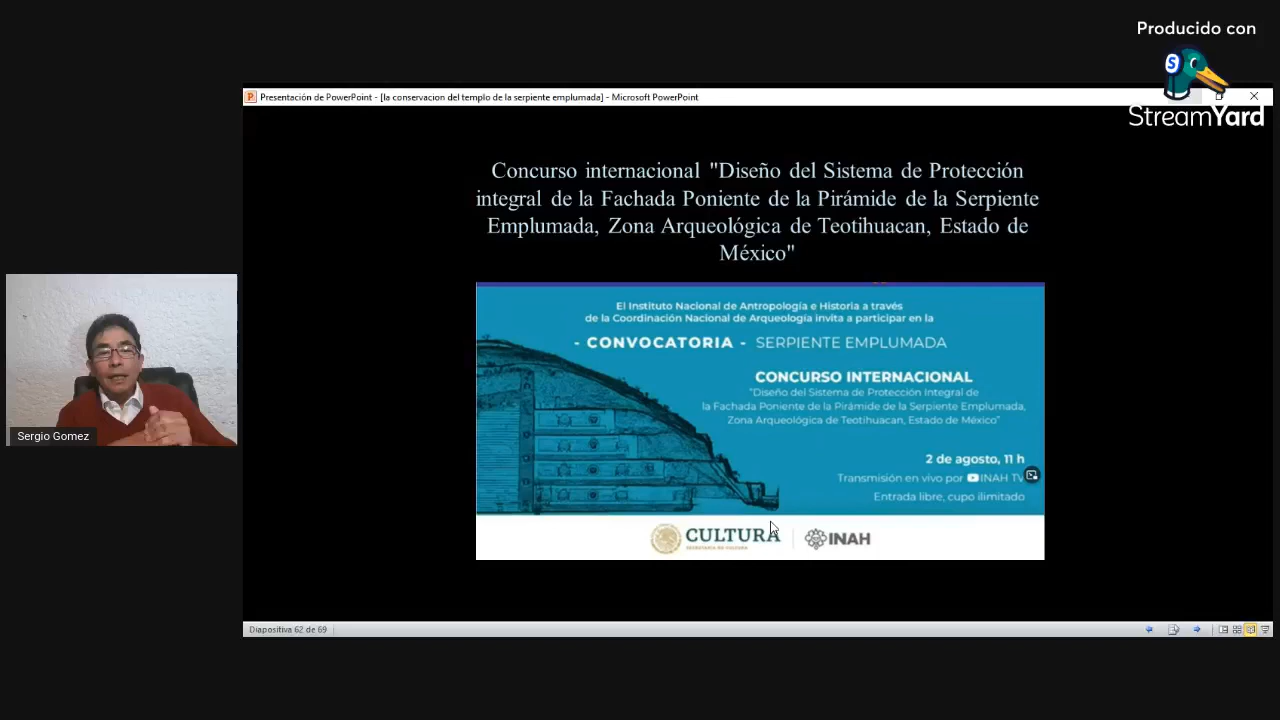 Producido con
StreamYard
Presentación de PowerPoint - [la conservacion del templo de la serpiente emplumada] - Microsoft PowerPoint
Concurso internacional "Diseño del Sistema de Protección
integral de la Fachada Poniente de la Pirámide de la Serpiente
Emplumada, Zona Arqueológica de Teotihuacan, Estado de
México"
El Instituto Nacional de Antropología e Historia a través
de la Coordinación Nacional de Arqueología invita a participar en la
- CONVOCATORIA - SERPIENTE EMPLUMADA
CONCURSO INTERNACIONAL
"Diseño del Sistema de Protección Integral de
la Fachada Poniente de la Pirámide de la Serpiente Emplumada,
Zona Arqueológica de Teotihuacan, Estado de México"
2 de agosto, 11 h
Transmisión en vivo por INAH TV
Entrada libre, cupo ilimitado
CULTURA
SECRETARÍA DE CULTURA
INAH
Sergio Gomez
Diapositiva 62 de 69